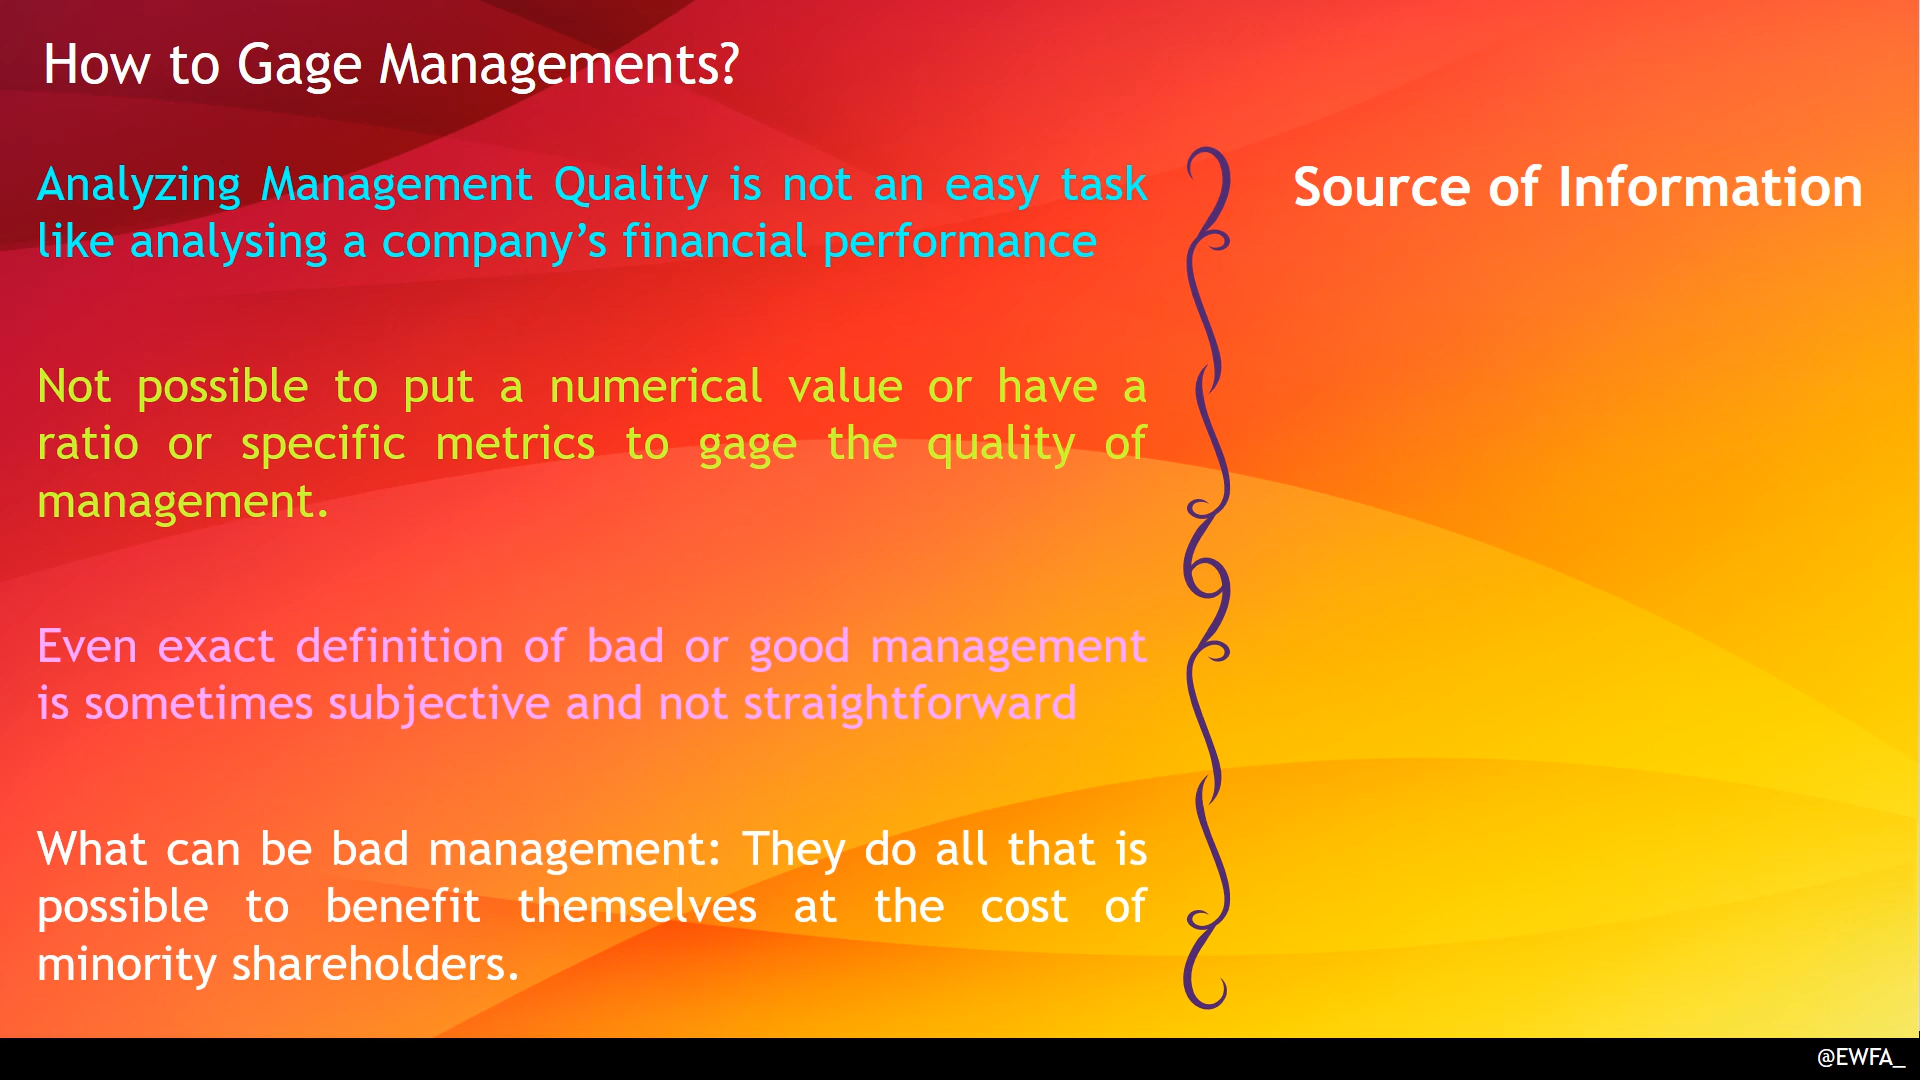 How to Gage Managements?
Analyzing Management Quality is not an easy task
like analysing a company’s financial performance
Not possible to put a numerical value or have a
ratio or specific metrics to gage the quality of
management.
Even exact definition of bad or good management
is sometimes subjective and not straightforward
What can be bad management: They do all that is
possible to benefit themselves at the cost of
minority shareholders.
Source of Information
@EWFA_